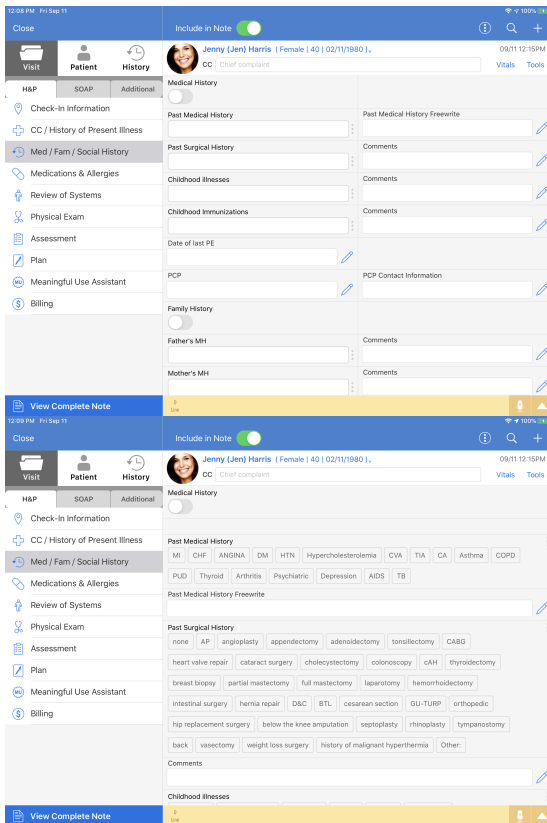 12:08 PM Fri Sep 11 100%
Close Include in Note
Jenny (Jen) Harris ( Female | 40 | 02/11/1980 ) 09/11 12:15PM
CC Chief complaint Vitals Tools
Visit Patient History
H&P SOAP Additional
Check-In Information
CC / History of Present Illness
Med / Fam / Social History
Medications & Allergies
Review of Systems
Physical Exam
Assessment
Plan
MU Meaningful Use Assistant
$ Billing
View Complete Note
Medical History
Past Medical History Past Medical History Freewrite
Past Surgical History Comments
Childhood illnesses Comments
Childhood Immunizations Comments
Date of last PE
PCP PCP Contact Information
Family History
Father's MH Comments
Mother's MH Comments
0
Live
12:09 PM Fri Sep 11 100%
Close Include in Note
Jenny (Jen) Harris ( Female | 40 | 02/11/1980 ) 09/11 12:15PM
CC Chief complaint Vitals Tools
Visit Patient History
H&P SOAP Additional
Check-In Information
CC / History of Present Illness
Med / Fam / Social History
Medications & Allergies
Review of Systems
Physical Exam
Assessment
Plan
MU Meaningful Use Assistant
$ Billing
View Complete Note
Medical History
Past Medical History
MI CHF ANGINA DM HTN Hypercholesterolemia CVA TIA CA Asthma COPD
PUD Thyroid Arthritis Psychiatric Depression AIDS TB
Past Medical History Freewrite
Past Surgical History
none AP angioplasty appendectomy adenoidectomy tonsillectomy CABG
heart valve repair cataract surgery cholecystectomy colonoscopy cAH thyroidectomy
breast biopsy partial mastectomy full mastectomy laparotomy hemorrhoidectomy
intestinal surgery hernia repair D&C BTL cesarean section GU-TURP orthopedic
hip replacement surgery below the knee amputation septoplasty rhinoplasty tympanostomy
back vasectomy weight loss surgery history of malignant hyperthermia Other:
Comments
Childhood illnesses
0
Live